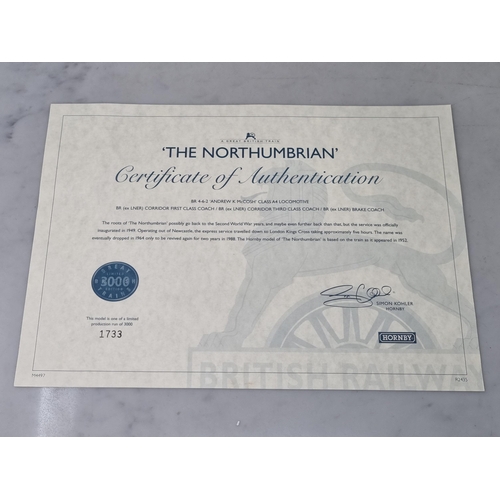 A GREAT BRITISH TRAIN
'THE NORTHUMBRIAN'
Certificate of Authentication
BR 4-6-2 'ANDREW K McCOSH' CLASS A4 LOCOMOTIVE
BR (ex LNER) CORRIDOR FIRST CLASS COACH / BR (ex LNER) CORRIDOR THIRD CLASS COACH / BR (ex LNER) BRAKE COACH
The roots of 'The Northumbrian' possibly go back to the Second World War years, and maybe even further back than that but the service was officially
inaugurated in 1949. Operating out of Newcastle, the express service travelled down to London Kings Cross taking approximately five hours. The name was
eventually dropped in 1964 only to be revived again for two years in 1988. The Hornby model of 'The Northumbrian' is based on the train as it appeared in 1952.
GREAT
LIMITED
3000
EDITION
TRAINS
SIMON KOHLER
HORNBY
This model is one of a limited
production run of 3000
1733
HORNBY
BRITISH RAILW